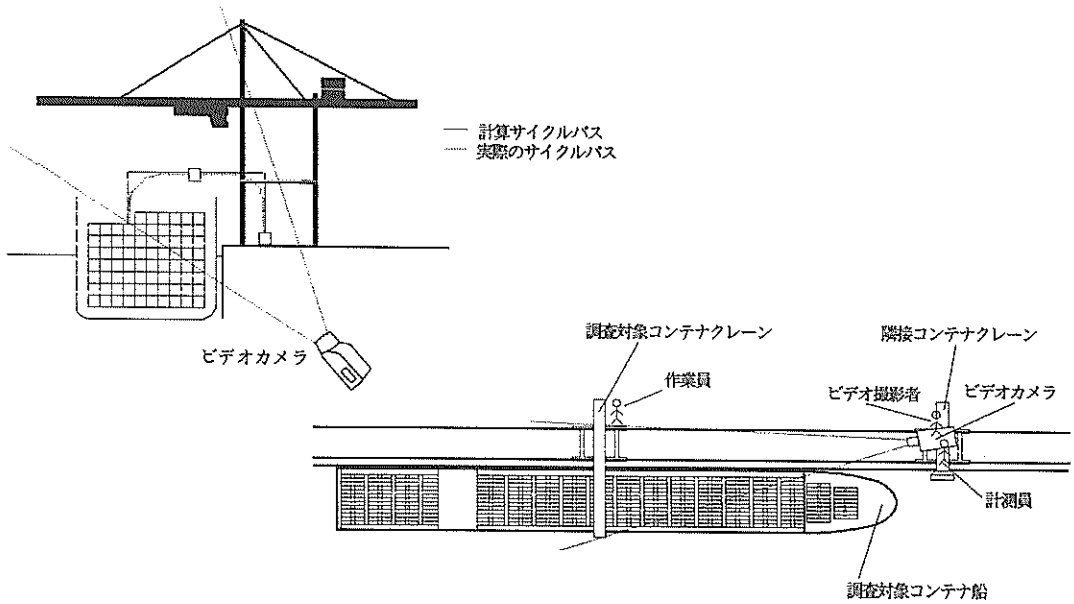 計算サイクルパス
実際のサイクルパス
ビデオカメラ
調査対象コンテナクレーン
隣接コンテナクレーン
作業員
ビデオ撮影者
ビデオカメラ
計測員
調査対象コンテナ船